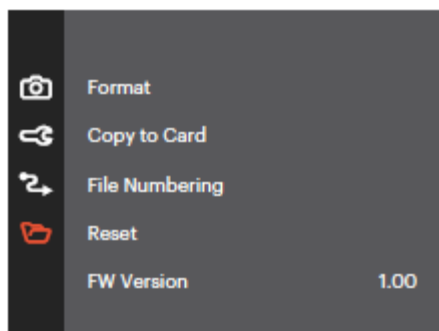 Format
Copy to Card
File Numbering
Reset
FW Version 1.00